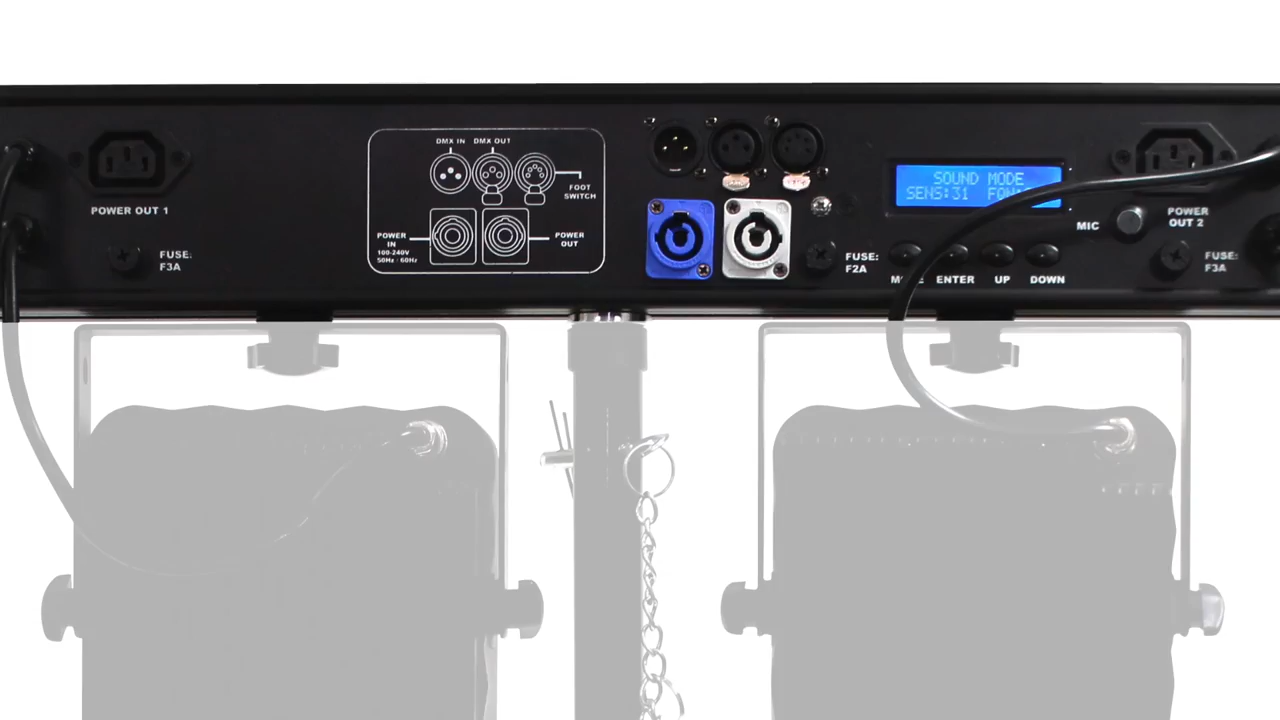 POWER OUT 1
FUSE:
F3A
DMX IN DMX OUT
FOOT
SWITCH
POWER
IN
100-240V
50Hz / 60Hz
POWER
OUT
FUSE:
F2A
SOUND MODE
SENS:31
ENTER
UP
DOWN
MIC
POWER
OUT 2
FUSE:
F3A